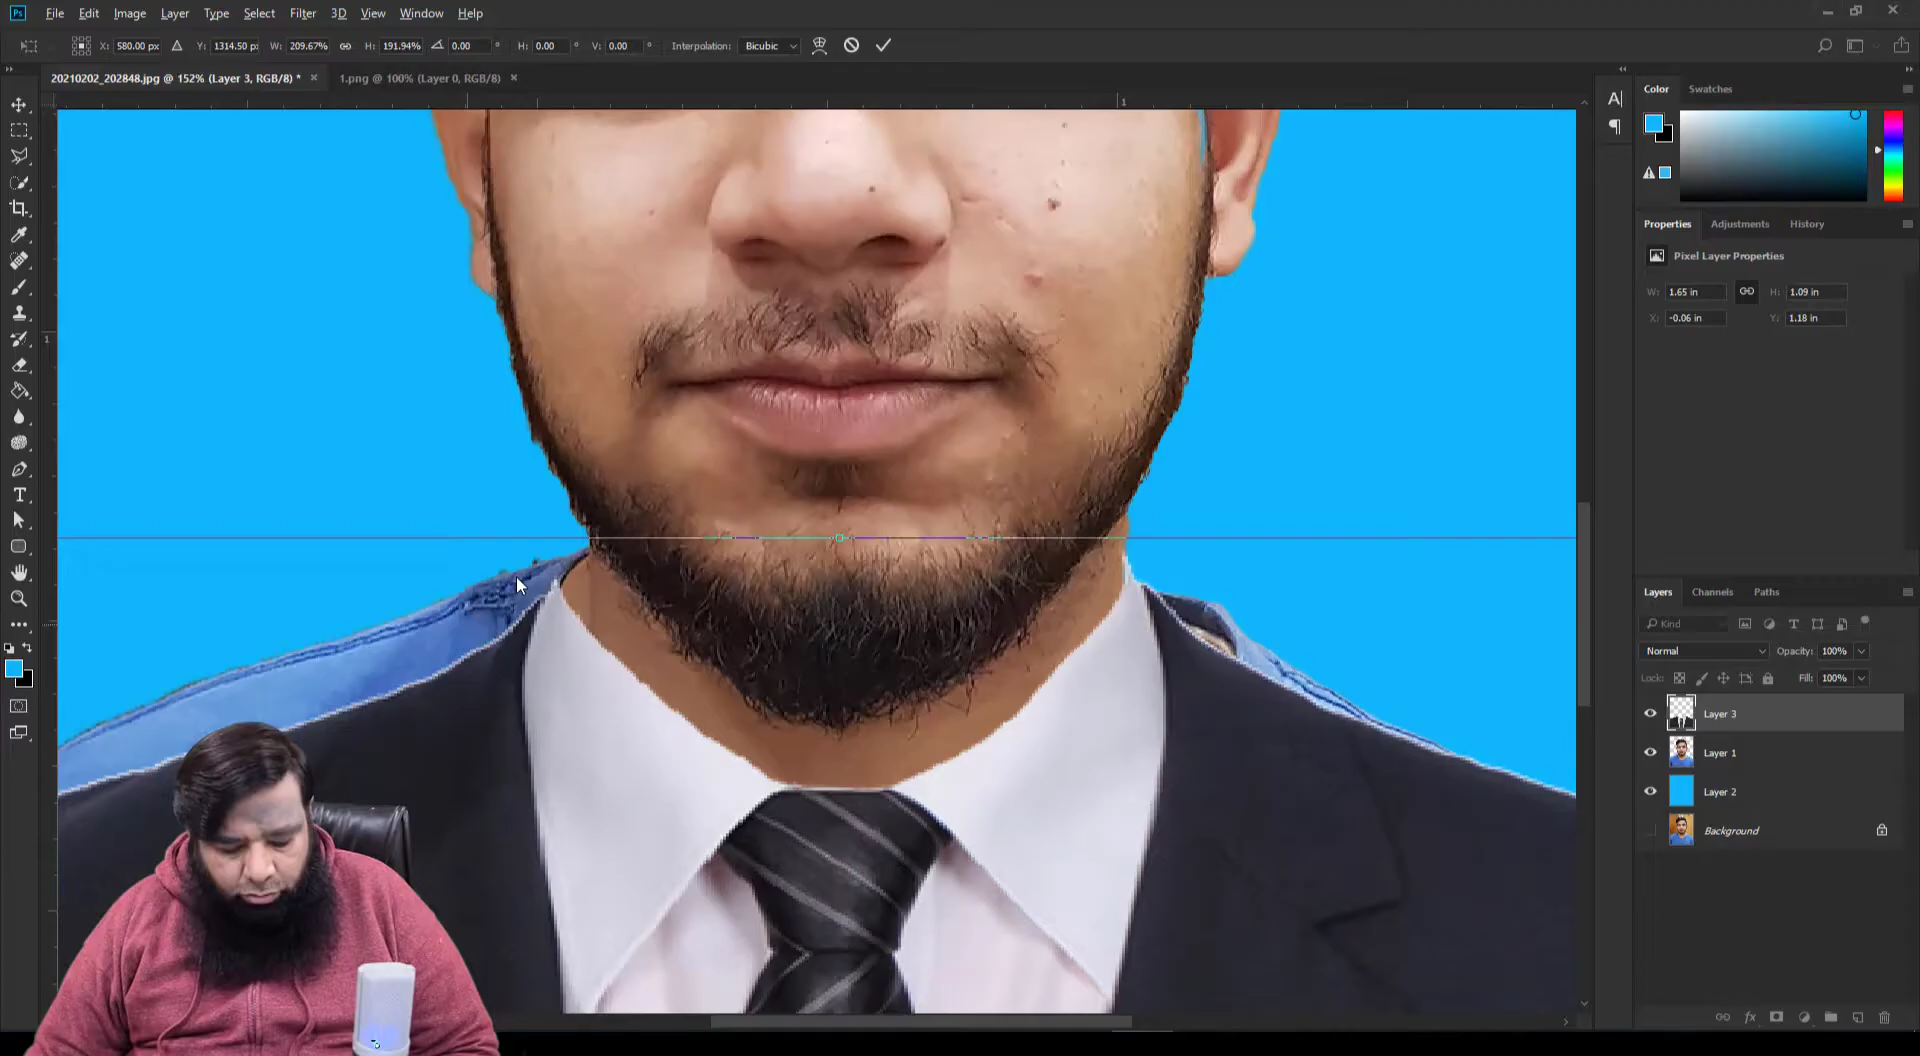 Ps File Edit Image Layer Type Select Filter 3D View Window Help
X: 580.00 px Y: 1314.50 px W: 209.67% H: 191.94% 0.00 ° H: 0.00 ° V: 0.00 ° Interpolation: Bicubic
20210202_202848.jpg @ 152% (Layer 3, RGB/8) * × 1.png @ 100% (Layer 0, RGB/8) ×
1
1
Color Swatches
Properties Adjustments History
Pixel Layer Properties
W: 1.65 in H: 1.09 in
X: -0.06 in Y: 1.18 in
Layers Channels Paths
Kind
Normal Opacity: 100%
Lock: Fill: 100%
Layer 3
Layer 1
Layer 2
Background